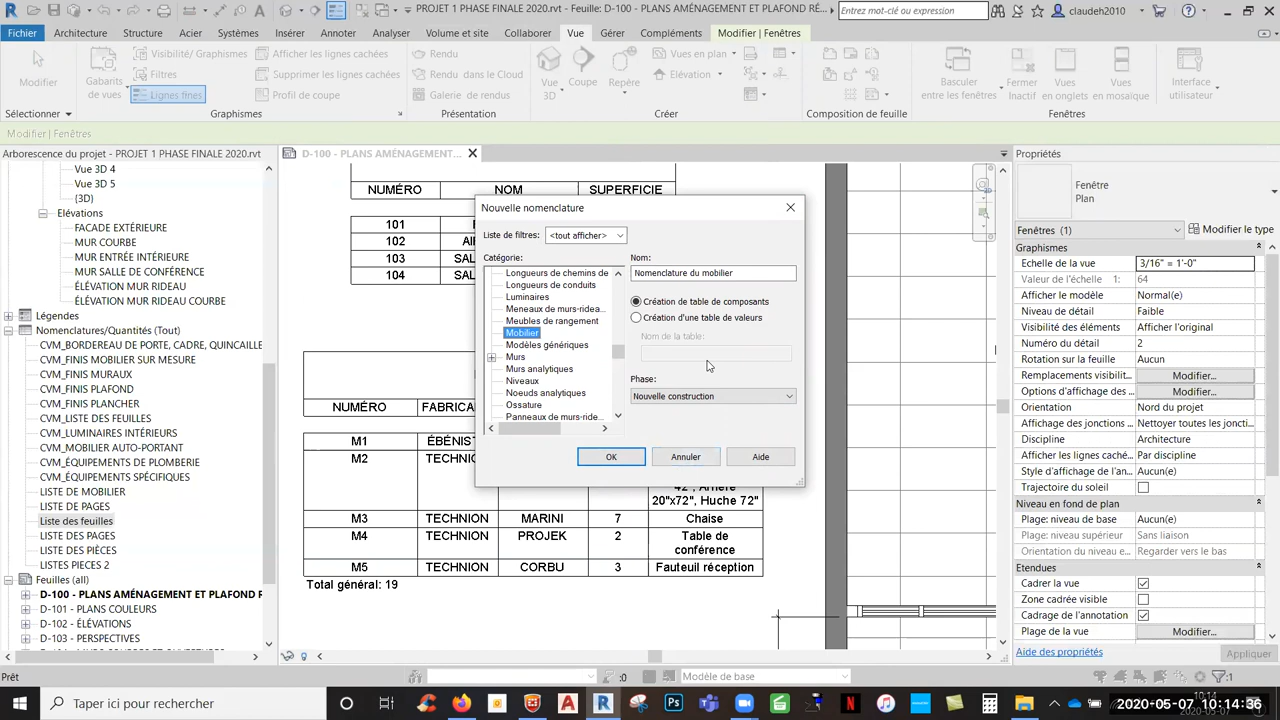 PROJET 1 PHASE FINALE 2020.rvt - Feuille: D-100 - PLANS AMÉNAGEMENT ET PLAFOND RÉ...
Entrez mot-clé ou expression
claudeh2010
Fichier Architecture Structure Acier Systèmes Insérer Annoter Analyser Volume et site Collaborer Vue Gérer Compléments Modifier | Fenêtres
Modifier
Gabarits de vues
Visibilité/ Graphismes
Filtres
Lignes fines
Afficher les lignes cachées
Supprimer les lignes cachées
Profil de coupe
Rendu
Rendu dans le Cloud
Galerie de rendus
Vue 3D
Coupe
Repère
Vues en plan
Élévation
Basculer entre les fenêtres
Fermer Inactif
Vues en onglets
Vues en mosaïque
Interface utilisateur
Sélectionner Graphismes Présentation Créer Composition de feuille Fenêtres
Modifier | Fenêtres
Arborescence du projet - PROJET 1 PHASE FINALE 2020.rvt
Vue 3D 4
Vue 3D 5
(3D)
Elévations
FACADE EXTÉRIEURE
MUR COURBE
MUR ENTRÉE INTÉRIEUR
MUR SALLE DE CONFÉRENCE
ÉLÉVATION MUR RIDEAU
ÉLÉVATION MUR RIDEAU COURBE
Légendes
Nomenclatures/Quantités (Tout)
CVM_BORDEREAU DE PORTE, CADRE, QUINCAILLE
CVM_FINIS MOBILIER SUR MESURE
CVM_FINIS MURAUX
CVM_FINIS PLAFOND
CVM_FINIS PLANCHER
CVM_LISTE DES FEUILLES
CVM_LUMINAIRES INTÉRIEURS
CVM_MOBILIER AUTO-PORTANT
CVM_ÉQUIPEMENTS DE PLOMBERIE
CVM_ÉQUIPEMENTS SPÉCIFIQUES
LISTE DE MOBILIER
LISTE DE PAGES
Liste des feuilles
LISTE DES PAGES
LISTE DES PIÈCES
LISTES PIECES 2
Feuilles (all)
D-100 - PLANS AMÉNAGEMENT ET PLAFOND R
D-101 - PLANS COULEURS
D-102 - ÉLÉVATIONS
D-103 - PERSPECTIVES
D-100 - PLANS AMÉNAGEMENT...
NUMÉRO NOM SUPERFICIE
101
102 AI
103 SAL
104 SAL
NUMÉRO FABRICA
M1 ÉBÉNIST
M2 TECHNION
42", Arrière
20"x72", Huche 72"
M3 TECHNION MARINI 7 Chaise
M4 TECHNION PROJEK 2 Table de conférence
M5 TECHNION CORBU 3 Fauteuil réception
Total général: 19
Nouvelle nomenclature
Liste de filtres: <tout afficher>
Catégorie:
Longueurs de chemins de
Longueurs de conduits
Luminaires
Meneaux de murs-ridea...
Meubles de rangement
Mobilier
Modèles génériques
Murs
Murs analytiques
Niveaux
Noeuds analytiques
Ossature
Panneaux de murs-ride...
Nom:
Nomenclature du mobilier
Création de table de composants
Création d'une table de valeurs
Nom de la table:
Phase:
Nouvelle construction
OK Annuler Aide
Propriétés
Fenêtre
Plan
Fenêtres (1) Modifier le type
Graphismes
Echelle de la vue 3/16" = 1'-0"
Valeur de l'échelle 1: 64
Afficher le modèle Normal(e)
Niveau de détail Faible
Visibilité des éléments Afficher l'original
Numéro du détail 2
Rotation sur la feuille Aucun
Remplacements visibilit... Modifier...
Options d'affichage des... Modifier...
Orientation Nord du projet
Affichage des jonctions ... Nettoyer toutes les joncti...
Discipline Architecture
Afficher les lignes cachées Par discipline
Style d'affichage de l'an... Aucun(e)
Trajectoire du soleil
Niveau en fond de plan
Plage: niveau de base Aucun(e)
Plage: niveau supérieur Sans liaison
Orientation du niveau e... Regarder vers le bas
Etendues
Cadrer la vue
Zone cadrée visible
Cadrage de l'annotation
Plage de la vue Modifier...
Aide des propriétés Appliquer
Prêt
:0
Modèle de base
:1
Taper ici pour rechercher
10:14
2020-05-07
2020-05-07 10:14:36